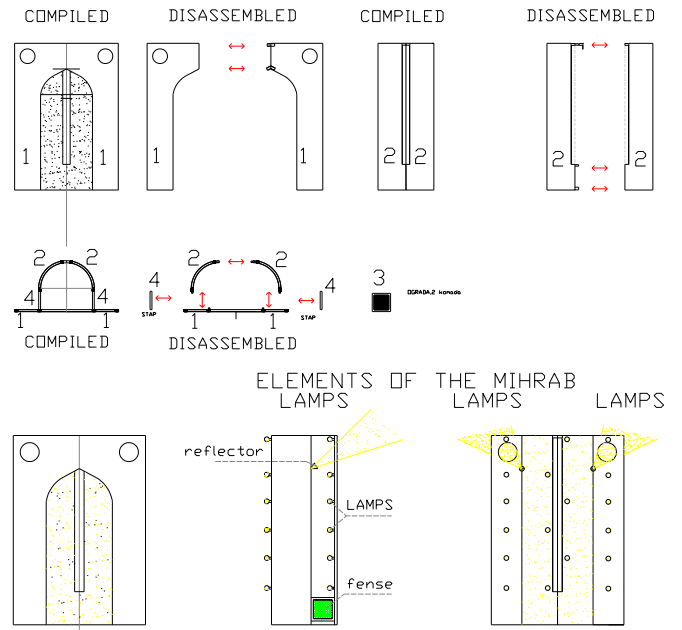 COMPILED
DISASSEMBLED
COMPILED
DISASSEMBLED
1
1
1
1
2 2
2
2
2
2
2
2
3
4
4
4
4
STAP
STAP
1
1
1
1
OGRADA,2 komada
COMPILED
DISASSEMBLED
ELEMENTS OF THE MIHRAB
LAMPS
LAMPS
LAMPS
reflector
LAMPS
fense